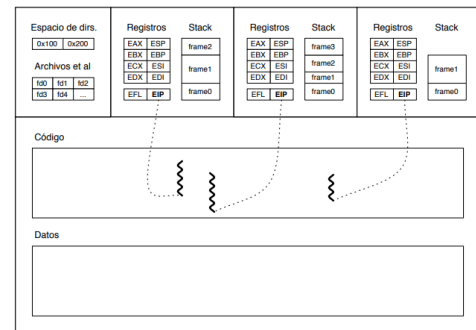 Espacio de dirs.
0x100 0x200
Archivos et al
fd0 fd1 fd2
fd3 fd4 ...
Registros Stack
EAX ESP
EBX EBP
ECX ESI
EDX EDI
EFL EIP
frame2
frame1
frame0
Registros Stack
EAX ESP
EBX EBP
ECX ESI
EDX EDI
EFL EIP
frame3
frame2
frame1
frame0
Registros Stack
EAX ESP
EBX EBP
ECX ESI
EDX EDI
EFL EIP
frame1
frame0
Código
Datos